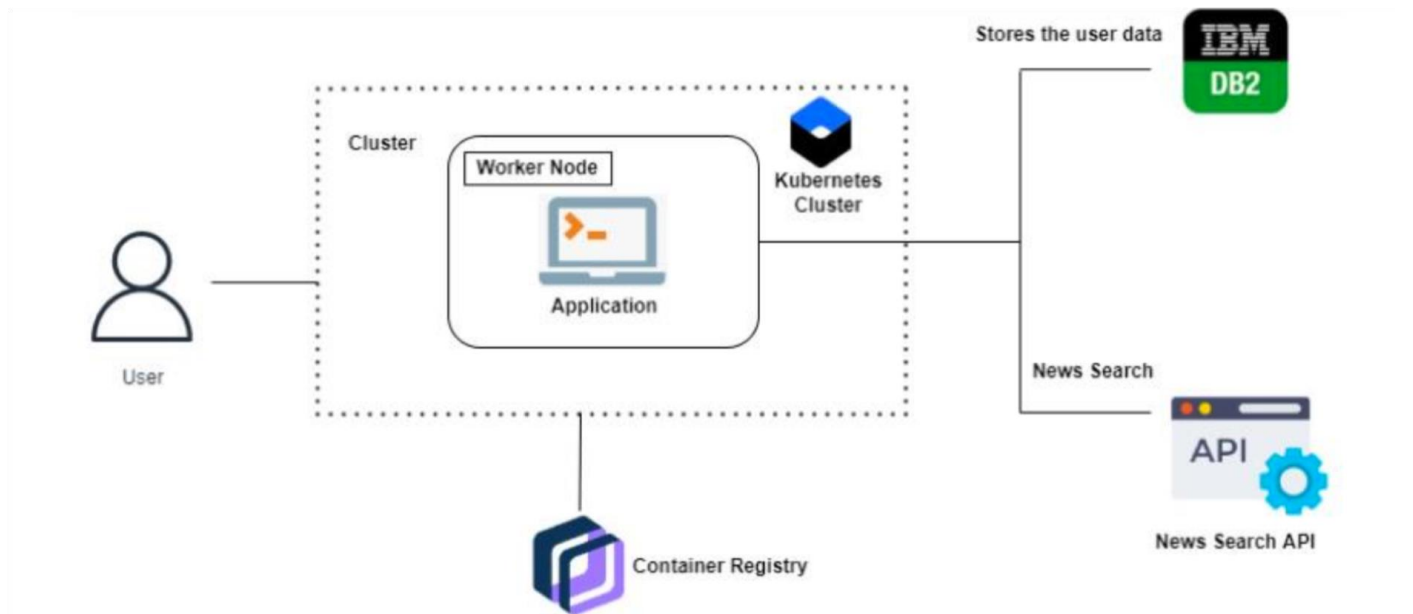 Stores the user data
IBM
DB2
Cluster
Worker Node
Kubernetes
Cluster
Application
User
News Search
API
News Search API
Container Registry